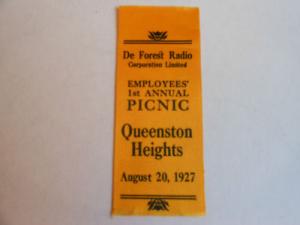 De Forest Radio
Corporation Limited
EMPLOYEES'
1st ANNUAL
PICNIC
Queenston
Heights
August 20, 1927